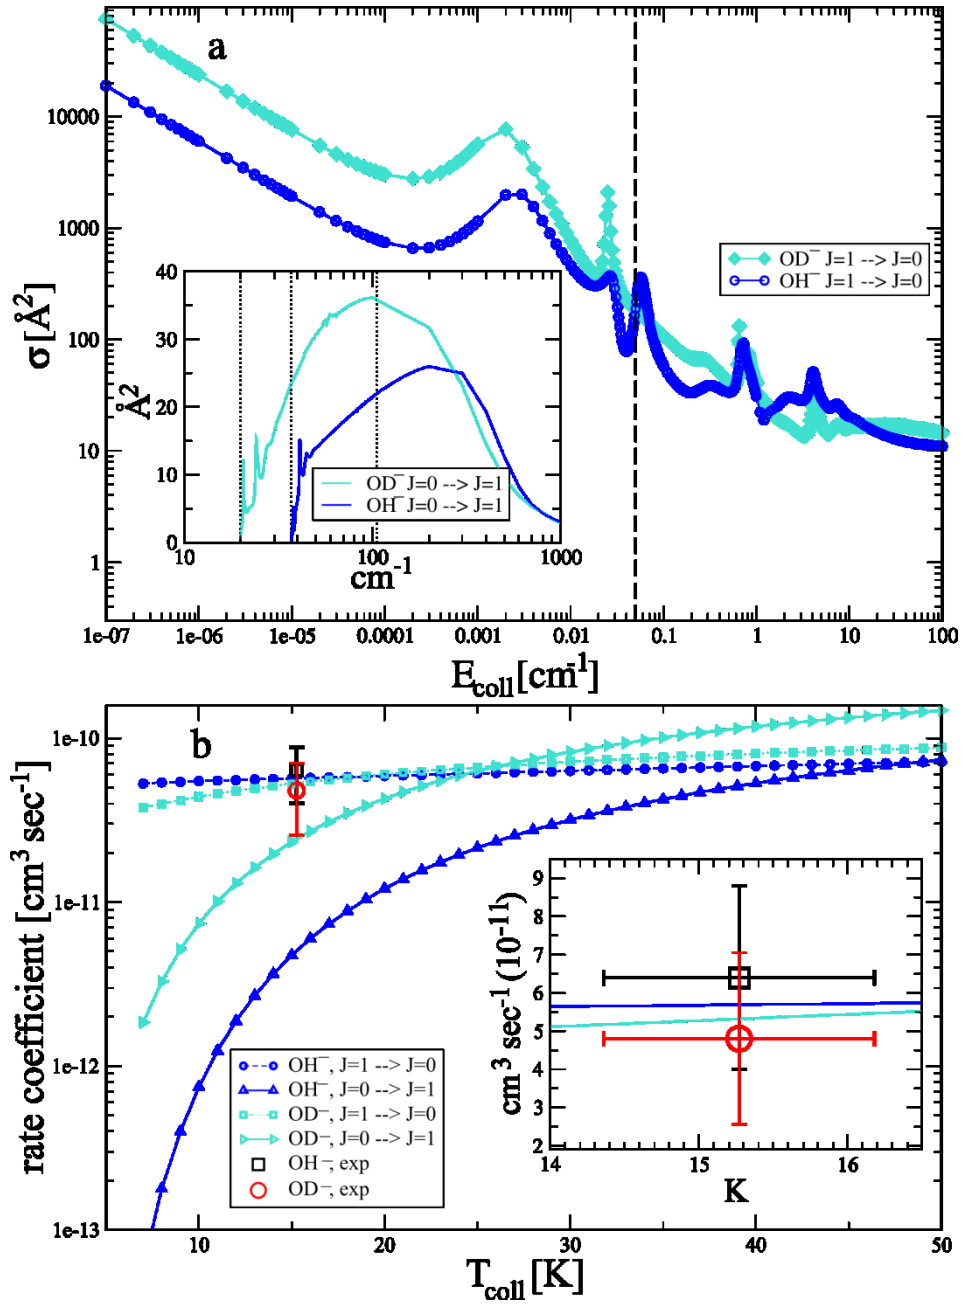 a
10000
1000
100
10
1
σ[Å²]
OD⁻ J=1 --> J=0
OH⁻ J=1 --> J=0
40
35
30
25
20
15
10
5
0
Å²
OD⁻ J=0 --> J=1
OH⁻ J=0 --> J=1
10 100 1000
cm⁻¹
1e-07 1e-06 1e-05 0.0001 0.001 0.01 0.1 1 10 100
E_coll [cm⁻¹]
b
1e-10
1e-11
1e-12
1e-13
rate coefficient [cm³ sec⁻¹]
OH⁻, J=1 --> J=0
OH⁻, J=0 --> J=1
OD⁻, J=1 --> J=0
OD⁻, J=0 --> J=1
OH⁻, exp
OD⁻, exp
9
8
7
6
5
4
3
2
cm³ sec⁻¹ (10⁻¹¹)
14 15 16
K
10 20 30 40 50
T_coll [K]